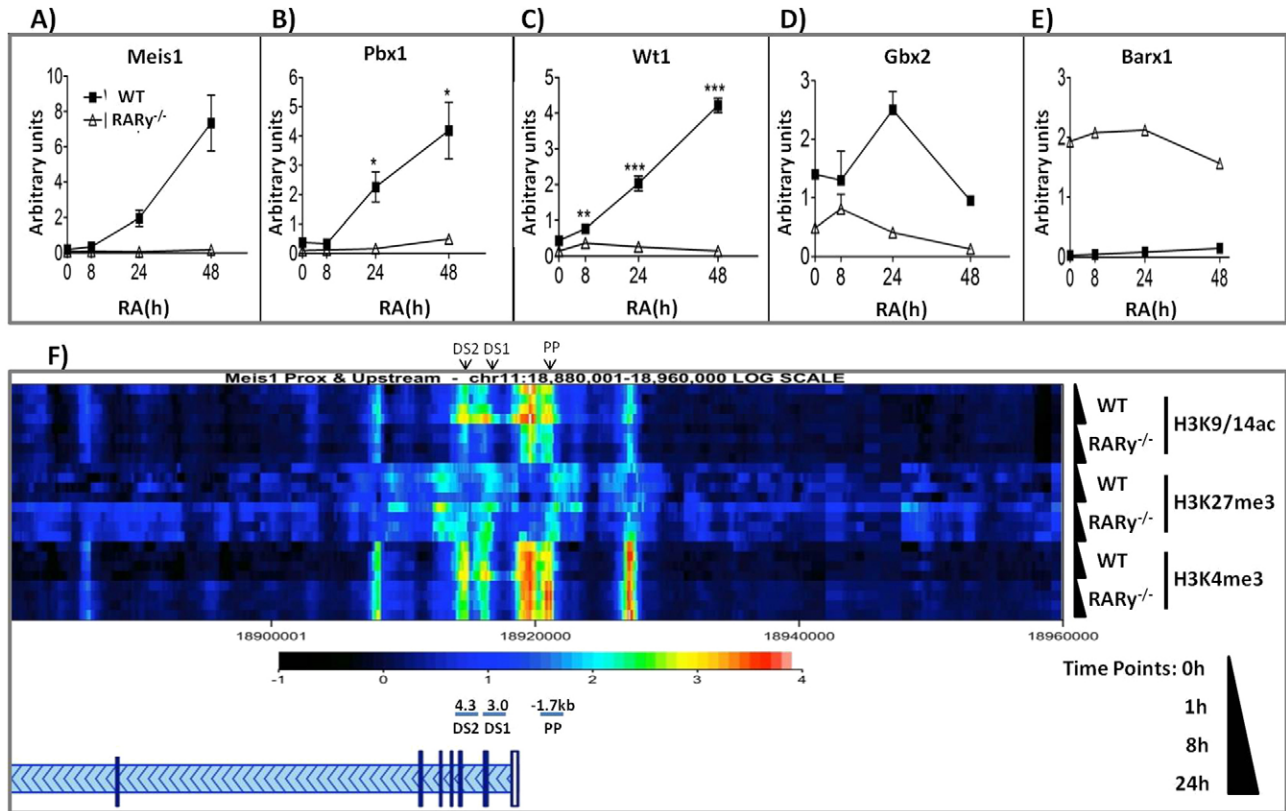 A)
Meis1
Arbitrary units
10
8
6
4
2
0
WT
RARy-/-
0 8 24 48
RA(h)
B)
Pbx1
Arbitrary units
6
5
4
3
2
1
0
*
*
0 8 24 48
RA(h)
C)
Wt1
Arbitrary units
5
4
3
2
1
0
**
***
***
0 8 24 48
RA(h)
D)
Gbx2
Arbitrary units
3
2
1
0
0 8 24 48
RA(h)
E)
Barx1
Arbitrary units
3
2
1
0
0 8 24 48
RA(h)
F)
DS2 DS1 PP
Meis1 Prox & Upstream - chr11:18,880,001-18,960,000 LOG SCALE
WT
RARy-/-
H3K9/14ac
WT
RARy-/-
H3K27me3
WT
RARy-/-
H3K4me3
18900001 18920000 18940000 18960000
-1 0 1 2 3 4
4.3 3.0 -1.7kb
DS2 DS1 PP
Time Points: 0h
1h
8h
24h